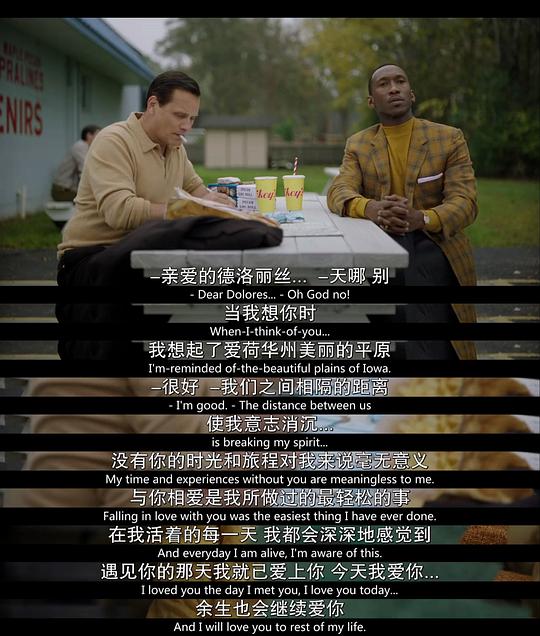 MAPLE PECAN
PRALINES
ENIRS
-亲爱的德洛丽丝… -天哪 别
- Dear Dolores... - Oh God no!
当我想你时
When-I-think-of-you...
我想起了爱荷华州美丽的平原
I'm-reminded of-the-beautiful plains of Iowa.
-很好 -我们之间相隔的距离
- I'm good. - The distance between us
使我意志消沉…
is breaking my spirit...
没有你的时光和旅程对我来说毫无意义
My time and experiences without you are meaningless to me.
与你相爱是我所做过的最轻松的事
Falling in love with you was the easiest thing I have ever done.
在我活着的每一天 我都会深深地感觉到
And everyday I am alive, I'm aware of this.
遇见你的那天我就已爱上你 今天我爱你…
I loved you the day I met you, I love you today...
余生也会继续爱你
And I will love you to rest of my life.